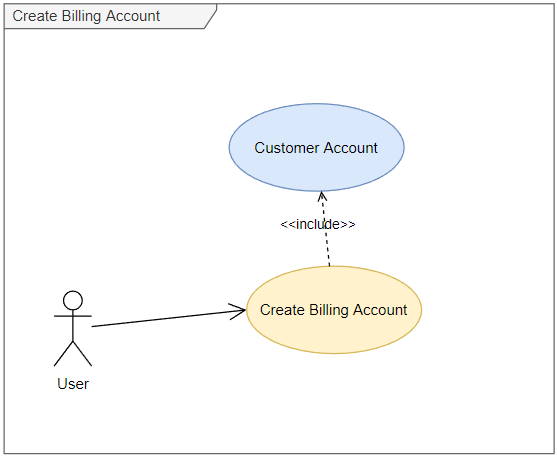 Create Billing Account
Customer Account
<<include>>
Create Billing Account
User